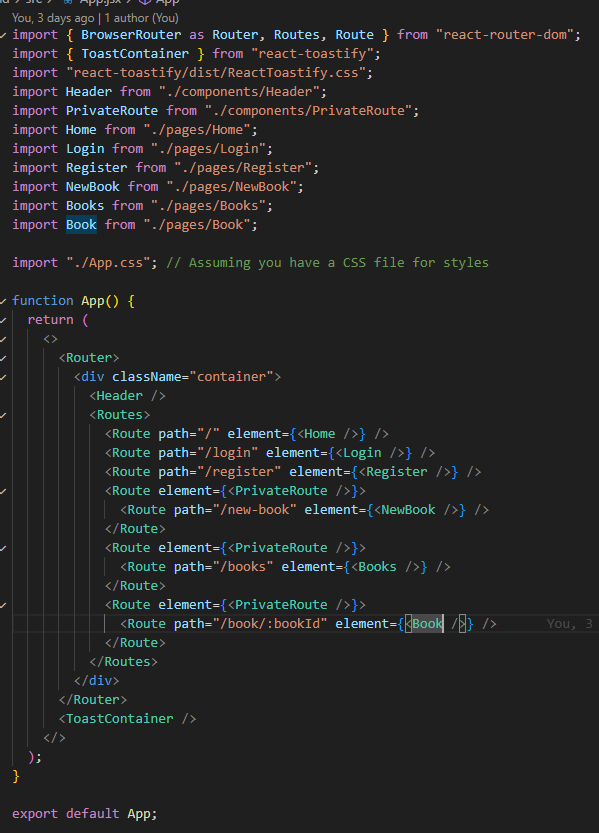 src > App.jsx > App
You, 3 days ago | 1 author (You)
import { BrowserRouter as Router, Routes, Route } from "react-router-dom";
import { ToastContainer } from "react-toastify";
import "react-toastify/dist/ReactToastify.css";
import Header from "./components/Header";
import PrivateRoute from "./components/PrivateRoute";
import Home from "./pages/Home";
import Login from "./pages/Login";
import Register from "./pages/Register";
import NewBook from "./pages/NewBook";
import Books from "./pages/Books";
import Book from "./pages/Book";

import "./App.css"; // Assuming you have a CSS file for styles

function App() {
  return (
    <>
      <Router>
        <div className="container">
          <Header />
          <Routes>
            <Route path="/" element={<Home />} />
            <Route path="/login" element={<Login />} />
            <Route path="/register" element={<Register />} />
            <Route element={<PrivateRoute />}>
              <Route path="/new-book" element={<NewBook />} />
            </Route>
            <Route element={<PrivateRoute />}>
              <Route path="/books" element={<Books />} />
            </Route>
            <Route element={<PrivateRoute />}>
              <Route path="/book/:bookId" element={<Book />} />      You, 3
            </Route>
          </Routes>
        </div>
      </Router>
      <ToastContainer />
    </>
  );
}

export default App;